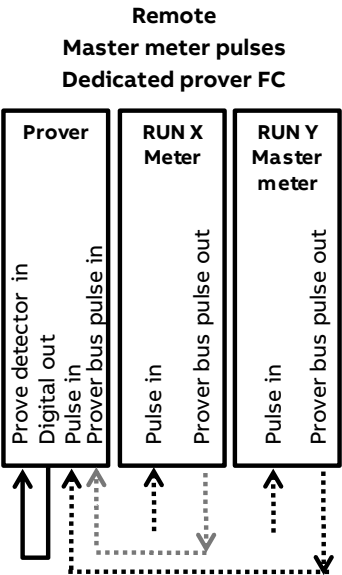 Remote
Master meter pulses
Dedicated prover FC
Prover
Prove detector in
Digital out
Pulse in
Prover bus pulse in
RUN X
Meter
Pulse in
Prover bus pulse out
RUN Y
Master
meter
Pulse in
Prover bus pulse out